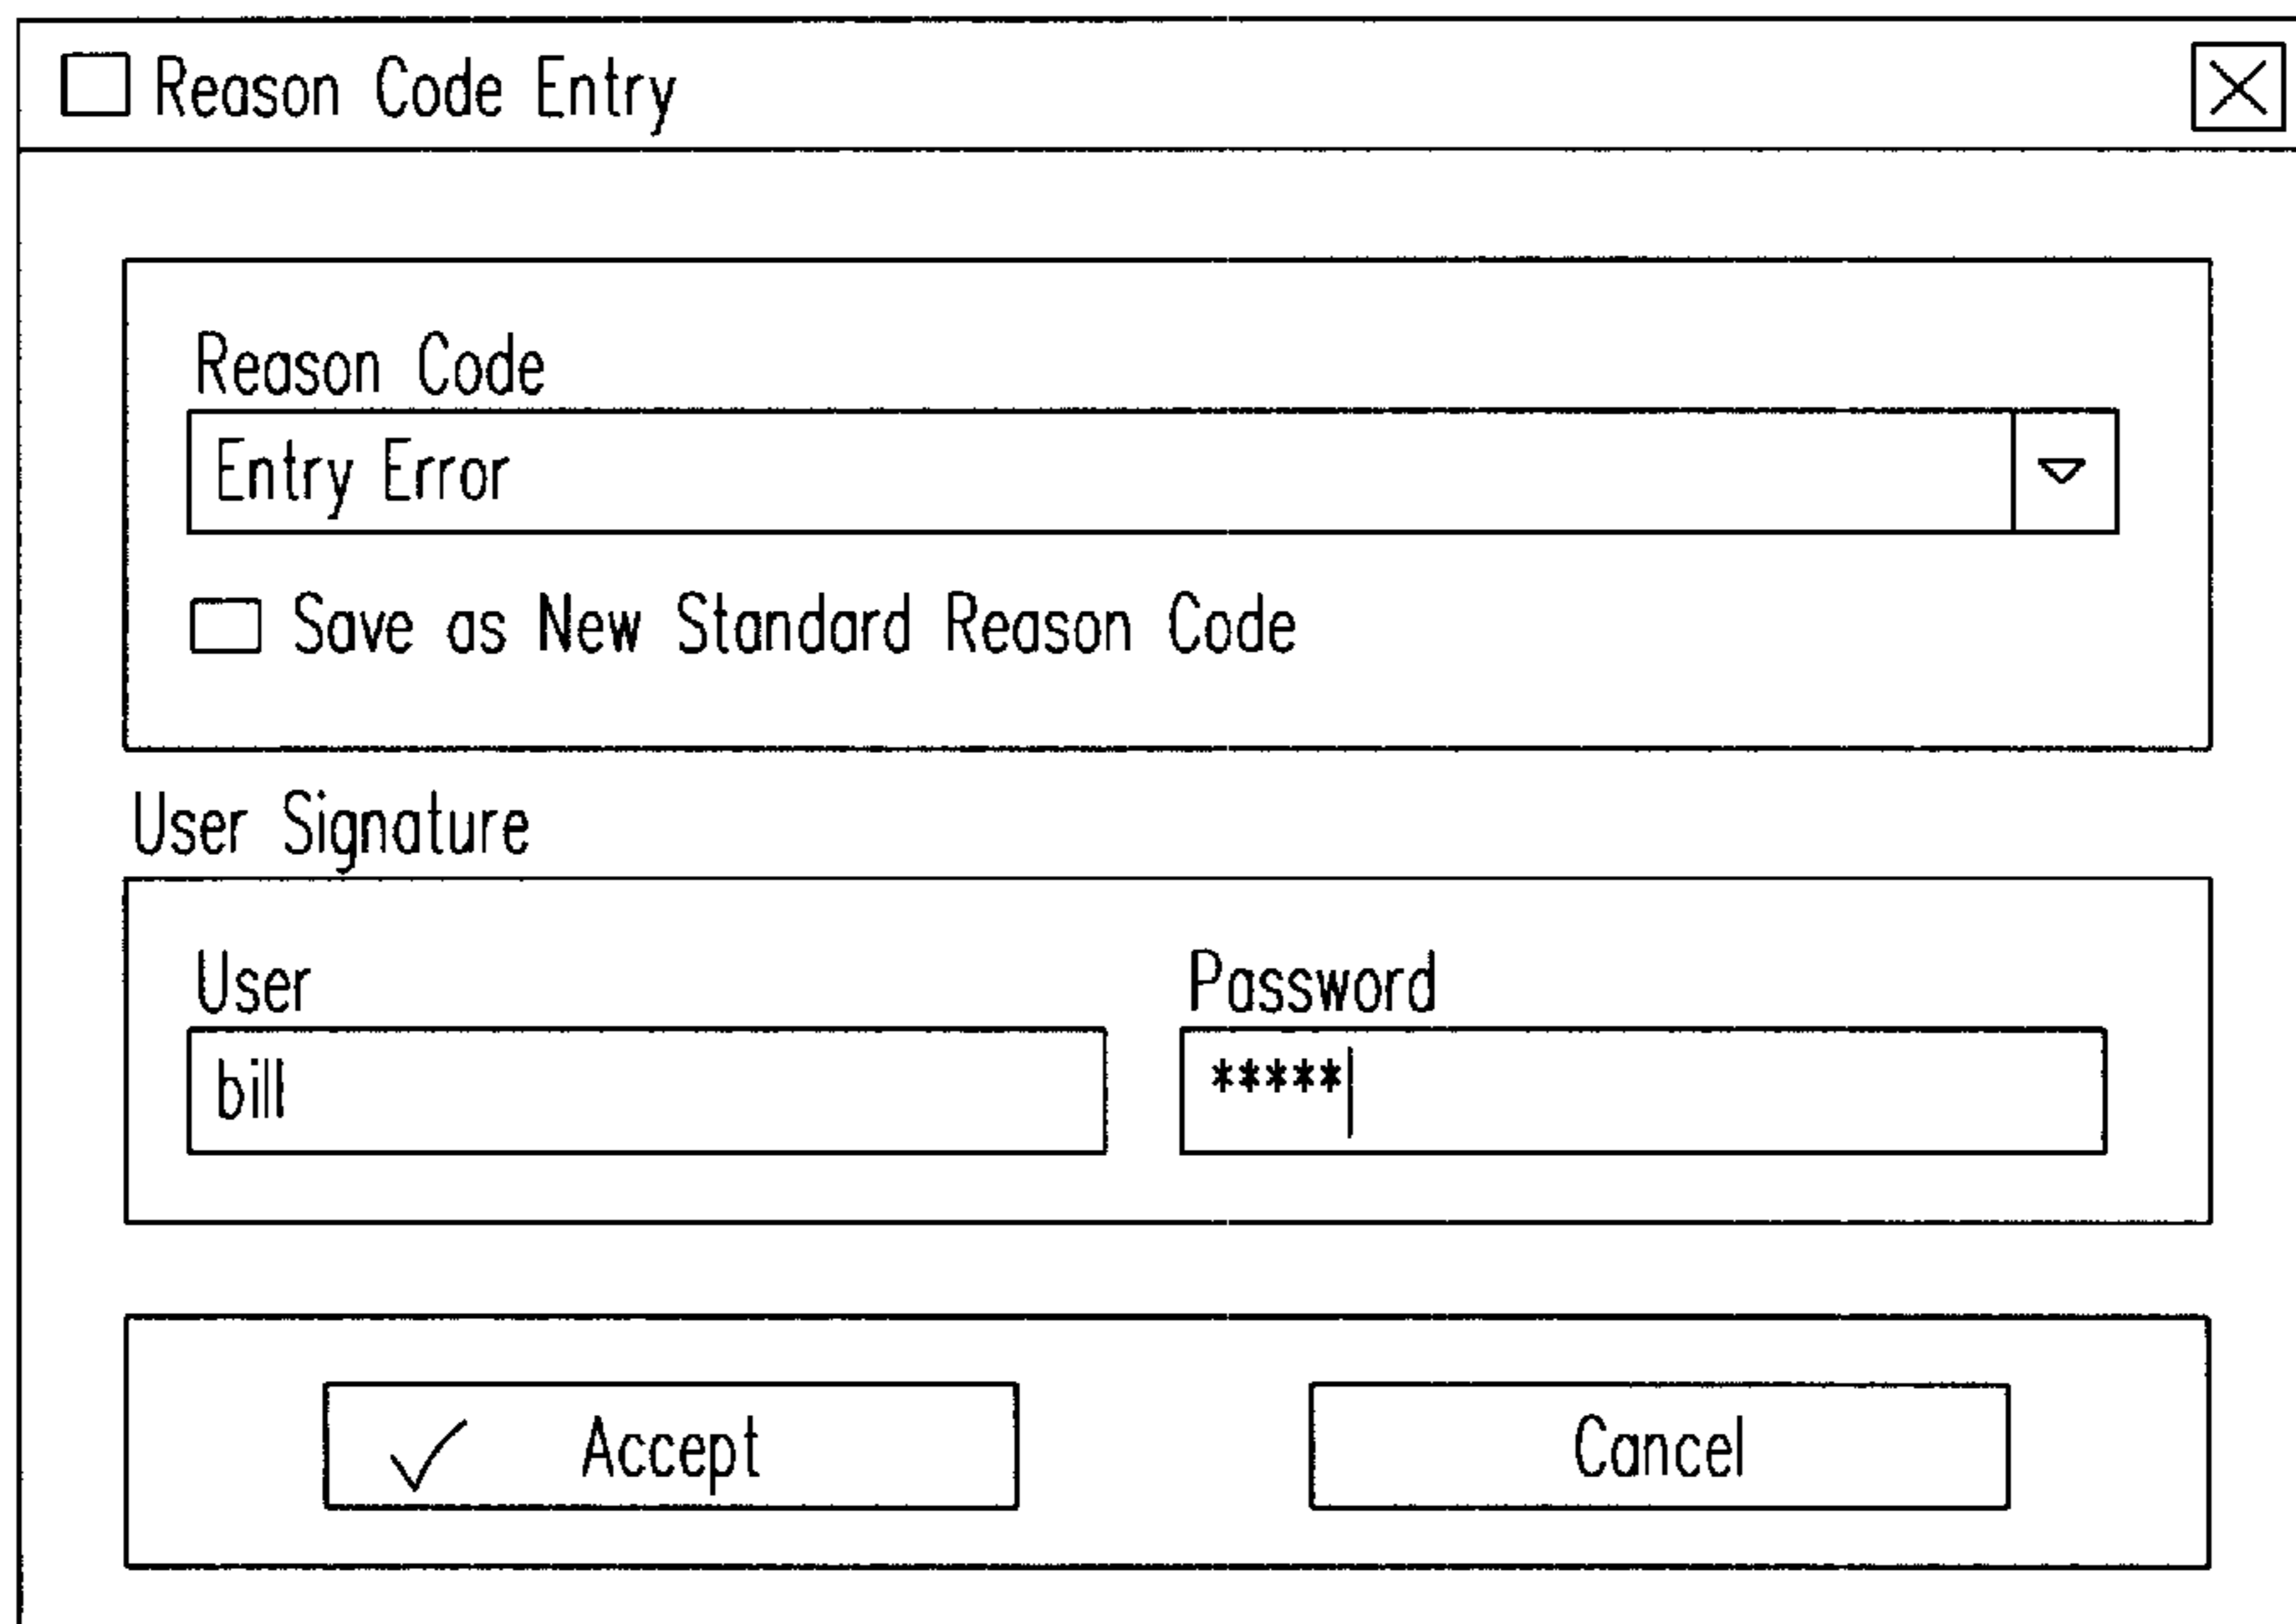 Reason Code Entry
Reason Code
Entry Error
Save as New Standard Reason Code
User Signature
User Password
bill *****
Accept Cancel